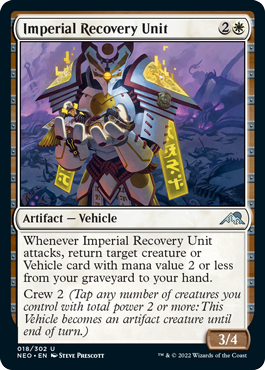 Imperial Recovery Unit 2
Artifact — Vehicle
Whenever Imperial Recovery Unit
attacks, return target creature or
Vehicle card with mana value 2 or less
from your graveyard to your hand.
Crew 2 (Tap any number of creatures you
control with total power 2 or more: This
Vehicle becomes an artifact creature until
end of turn.)
3/4
018/302 U
NEO • EN STEVE PRESCOTT
™ & © 2022 Wizards of the Coast